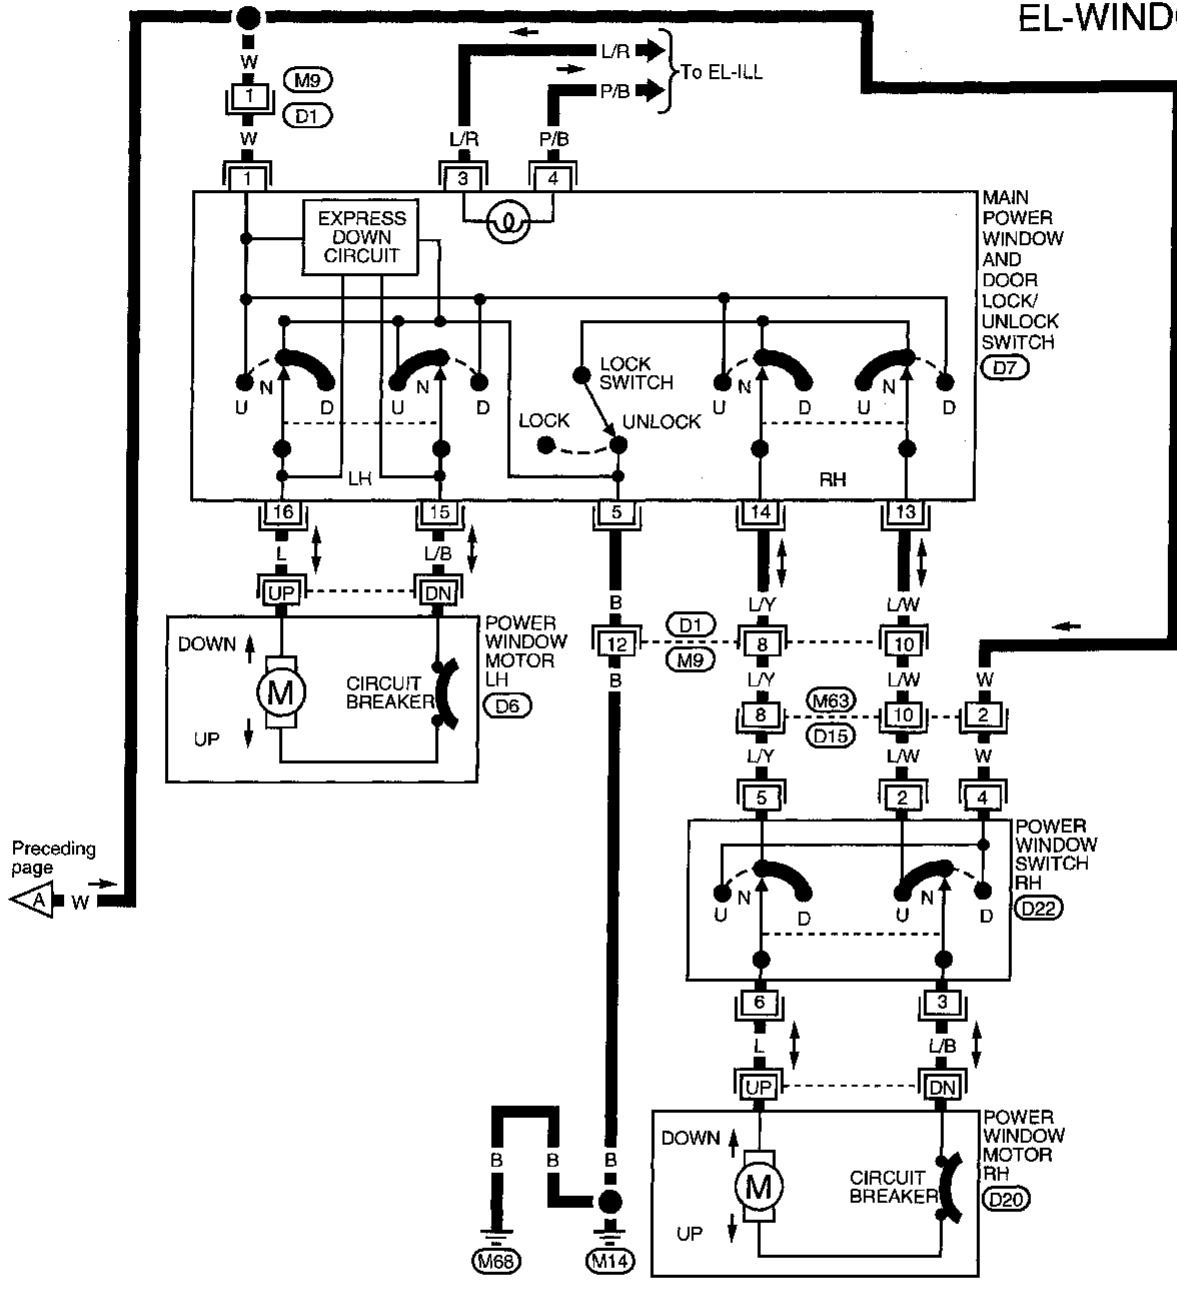 EL-WIND
W
L/R
To EL-ILL
P/B
M9
1
D1
W
L/R
P/B
1
3
4
MAIN
POWER
WINDOW
AND
DOOR
LOCK/
UNLOCK
SWITCH
D7
EXPRESS
DOWN
CIRCUIT
LOCK
SWITCH
N
N
N
N
U
D
U
D
U
D
U
D
LOCK
UNLOCK
LH
RH
16
15
5
14
13
L
L/B
UP
DN
B
L/Y
L/W
POWER
WINDOW
MOTOR
LH
D6
DOWN
M
CIRCUIT
BREAKER
UP
12
D1
M9
8
10
B
L/Y
L/W
W
8
M63
D15
10
2
L/Y
L/W
W
5
2
4
POWER
WINDOW
SWITCH
RH
D22
Preceding
page
A
W
N
N
U
D
U
D
6
3
L
L/B
UP
DN
POWER
WINDOW
MOTOR
RH
D20
DOWN
M
CIRCUIT
BREAKER
UP
B
B
B
M68
M14